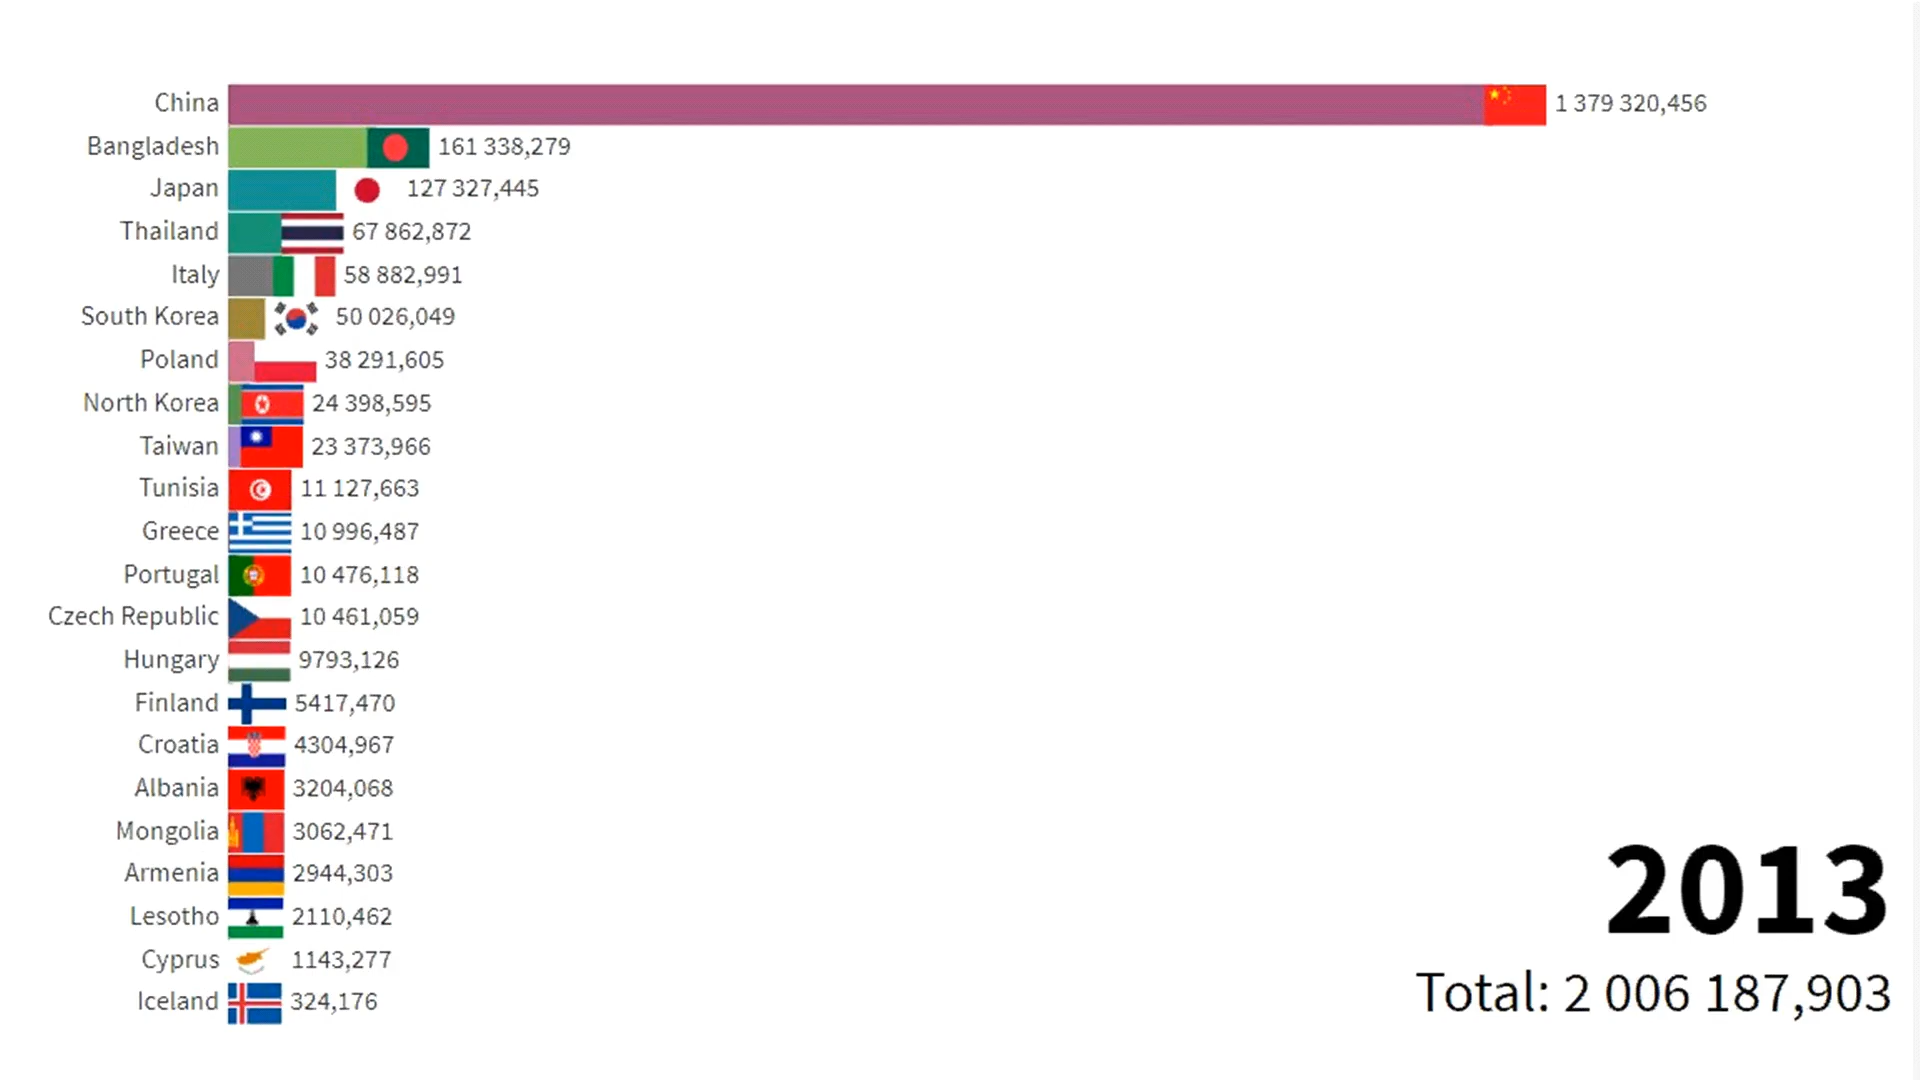 China 1 379 320,456
Bangladesh 161 338,279
Japan 127 327,445
Thailand 67 862,872
Italy 58 882,991
South Korea 50 026,049
Poland 38 291,605
North Korea 24 398,595
Taiwan 23 373,966
Tunisia 11 127,663
Greece 10 996,487
Portugal 10 476,118
Czech Republic 10 461,059
Hungary 9793,126
Finland 5417,470
Croatia 4304,967
Albania 3204,068
Mongolia 3062,471
Armenia 2944,303
Lesotho 2110,462
Cyprus 1143,277
Iceland 324,176
2013
Total: 2 006 187,903